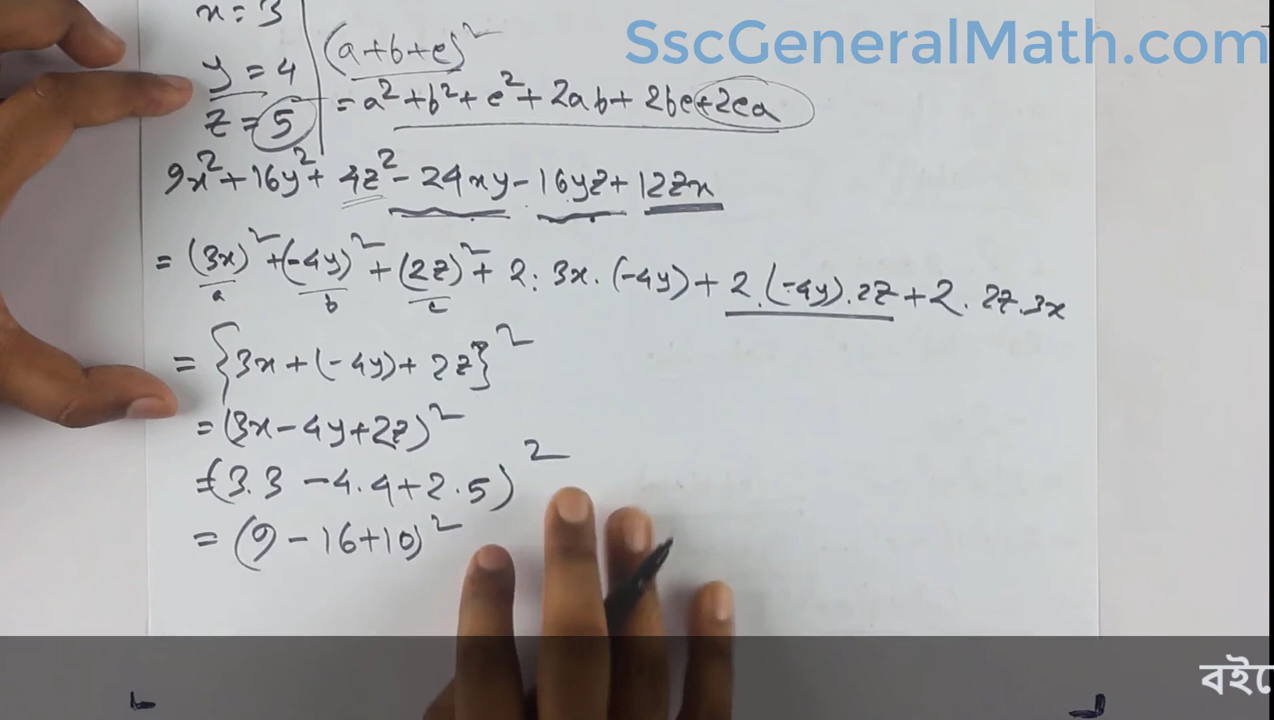 SscGeneralMath.com
x = 3
y = 4
z = 5
(a+b+c)²
= a² + b² + c² + 2ab + 2bc + 2ca
9x² + 16y² + 4z² - 24xy - 16yz + 12zx
= (3x)² + (-4y)² + (2z)² + 2. 3x. (-4y) + 2.(-4y).2z + 2. 2z.3x
a b c
= {3x + (-4y) + 2z}²
= (3x - 4y + 2z)²
= (3.3 - 4.4 + 2.5)²
= (9 - 16 + 10)²